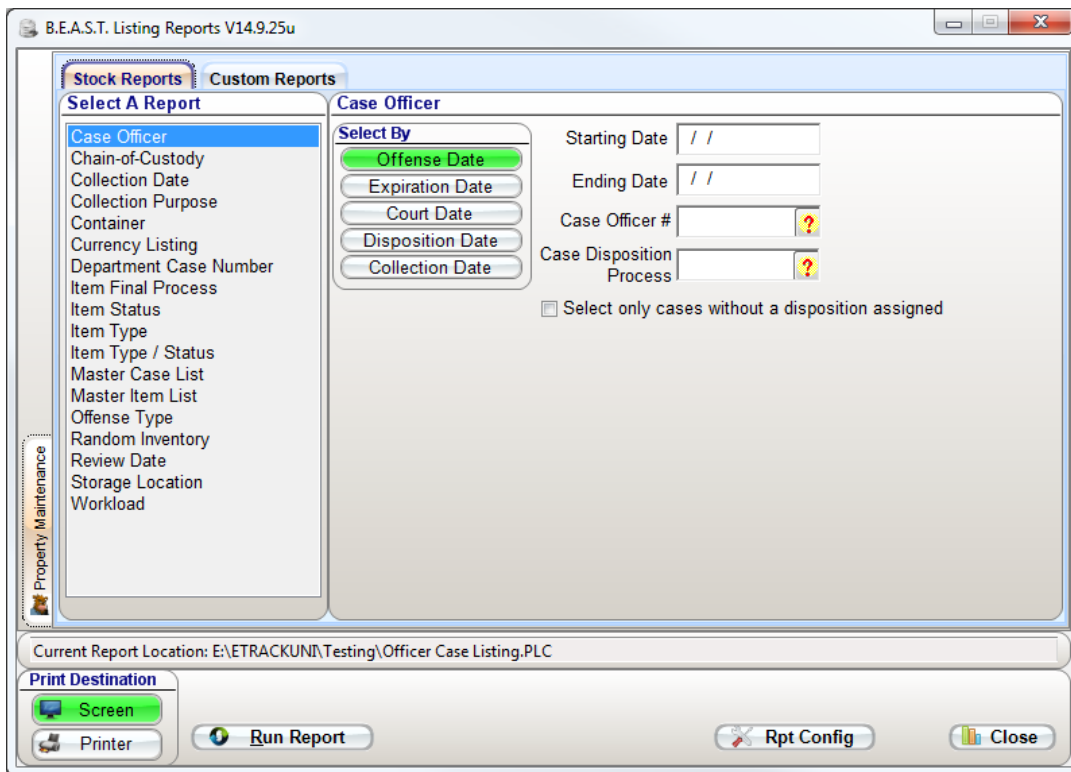 B.E.A.S.T. Listing Reports V14.9.25u
Stock Reports
Custom Reports
Select A Report
Case Officer
Chain-of-Custody
Collection Date
Collection Purpose
Container
Currency Listing
Department Case Number
Item Final Process
Item Status
Item Type
Item Type / Status
Master Case List
Master Item List
Offense Type
Random Inventory
Review Date
Storage Location
Workload
Case Officer
Select By
Offense Date
Expiration Date
Court Date
Disposition Date
Collection Date
Starting Date / /
Ending Date / /
Case Officer # ?
Case Disposition
Process ?
Select only cases without a disposition assigned
Property Maintenance
Current Report Location: E:\ETRACKUNI\Testing\Officer Case Listing.PLC
Print Destination
Screen
Printer
Run Report
Rpt Config
Close